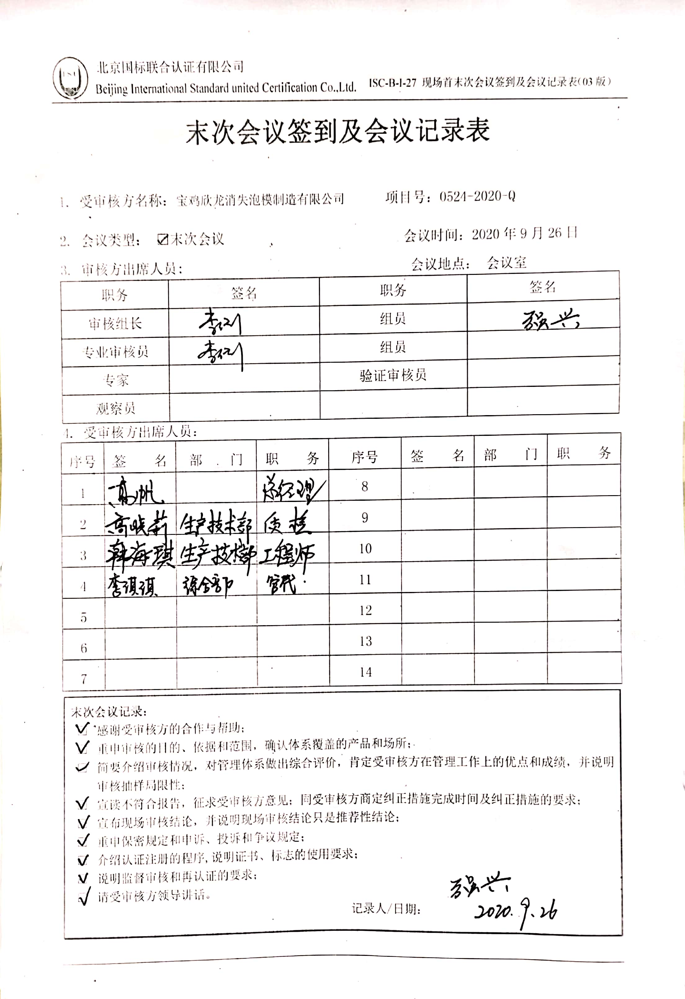 北京国标联合认证有限公司
Beijing International Standard united Certification Co.,Ltd. ISC-B-I-27 现场首末次会议签到及会议记录表(03 版)
末次会议签到及会议记录表
1. 受审核方名称：宝鸡欣龙消失泡模制造有限公司 项目号：0524-2020-Q
2. 会议类型： ☑末次会议 会议时间：2020 年 9 月 26 日
3. 审核方出席人员： 会议地点： 会议室
职务 签名 职务 签名
审核组长 组员
专业审核员 组员
专家 验证审核员
观察员
4. 受审核方出席人员：
序号 签 名 部 门 职 务 序号 签 名 部 门 职 务
1 高帆 总经理 8
2 高晓莉 生产技术部 质检 9
3 韩海琪 生产技术部 工程师 10
4 李琪琪 综合部 管代. 11
5 12
6 13
7 14
末次会议记录：
☑ 感谢受审核方的合作与帮助；
☑ 重申审核的目的、依据和范围，确认体系覆盖的产品和场所；
☑ 简要介绍审核情况，对管理体系做出综合评价，肯定受审核方在管理工作上的优点和成绩，并说明
审核抽样局限性；
☑ 宣读不符合报告，征求受审核方意见；同受审核方商定纠正措施完成时间及纠正措施的要求；
☑ 宣布现场审核结论，并说明现场审核结论只是推荐性结论；
☑ 重申保密规定和申诉、投诉和争议规定；
☑ 介绍认证注册的程序,说明证书、标志的使用要求；
☑ 说明监督审核和再认证的要求；
☑ 请受审核方领导讲话。
记录人/日期： 2020.9.26